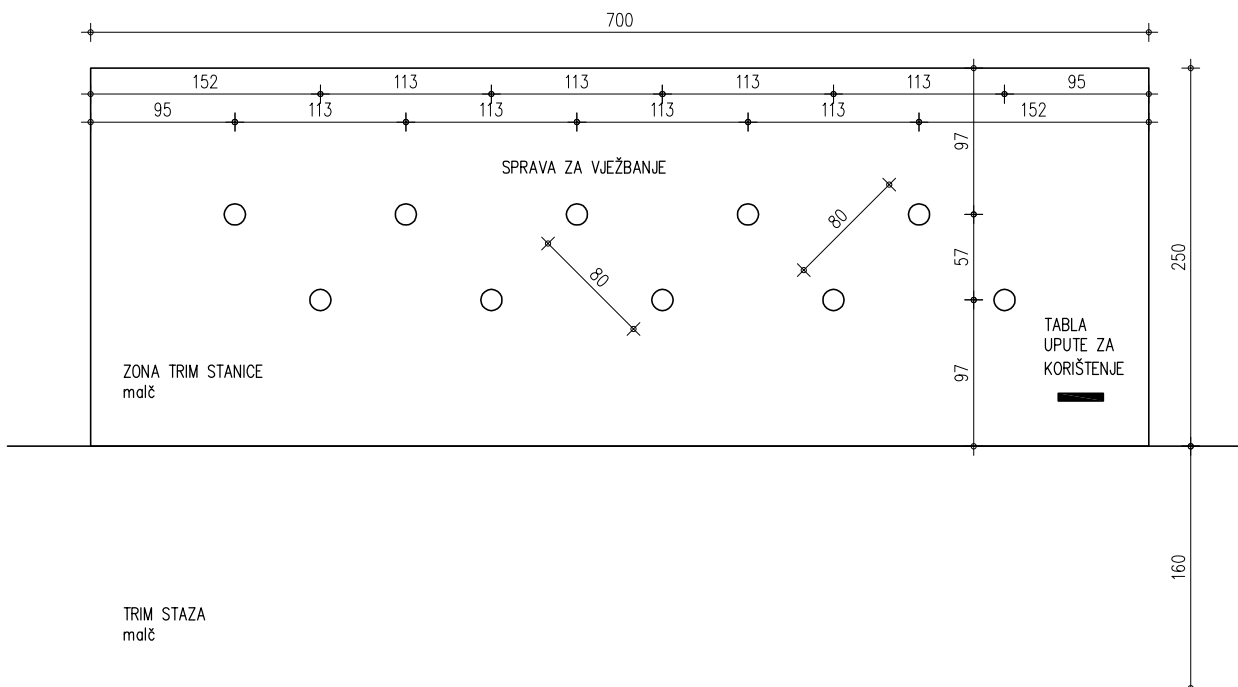 700
152 113 113 113 113 95
95 113 113 113 113 152
97
SPRAVA ZA VJEŽBANJE
80
57
250
80
TABLA
UPUTE ZA
KORIŠTENJE
97
ZONA TRIM STANICE
malč
160
TRIM STAZA
malč